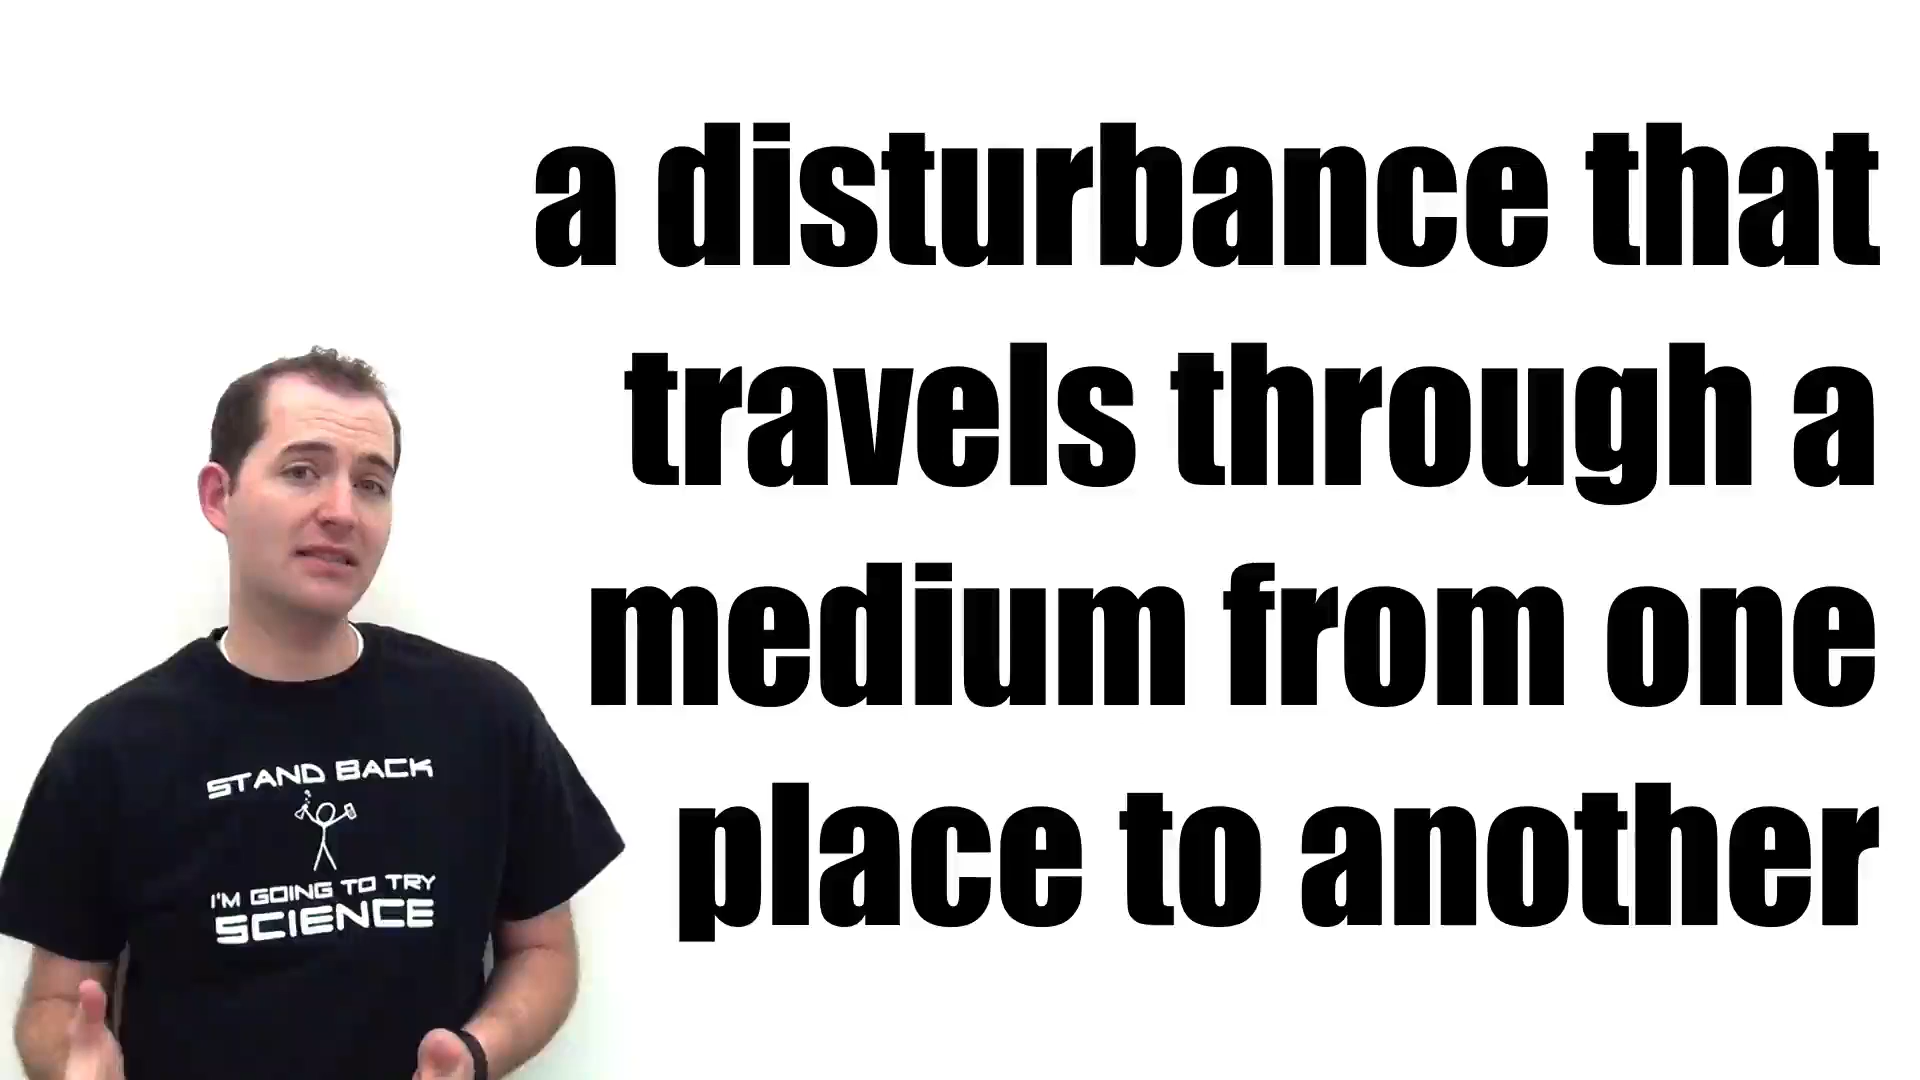 a disturbance that
travels through a
medium from one
place to another
STAND BACK
I'M GOING TO TRY
SCIENCE